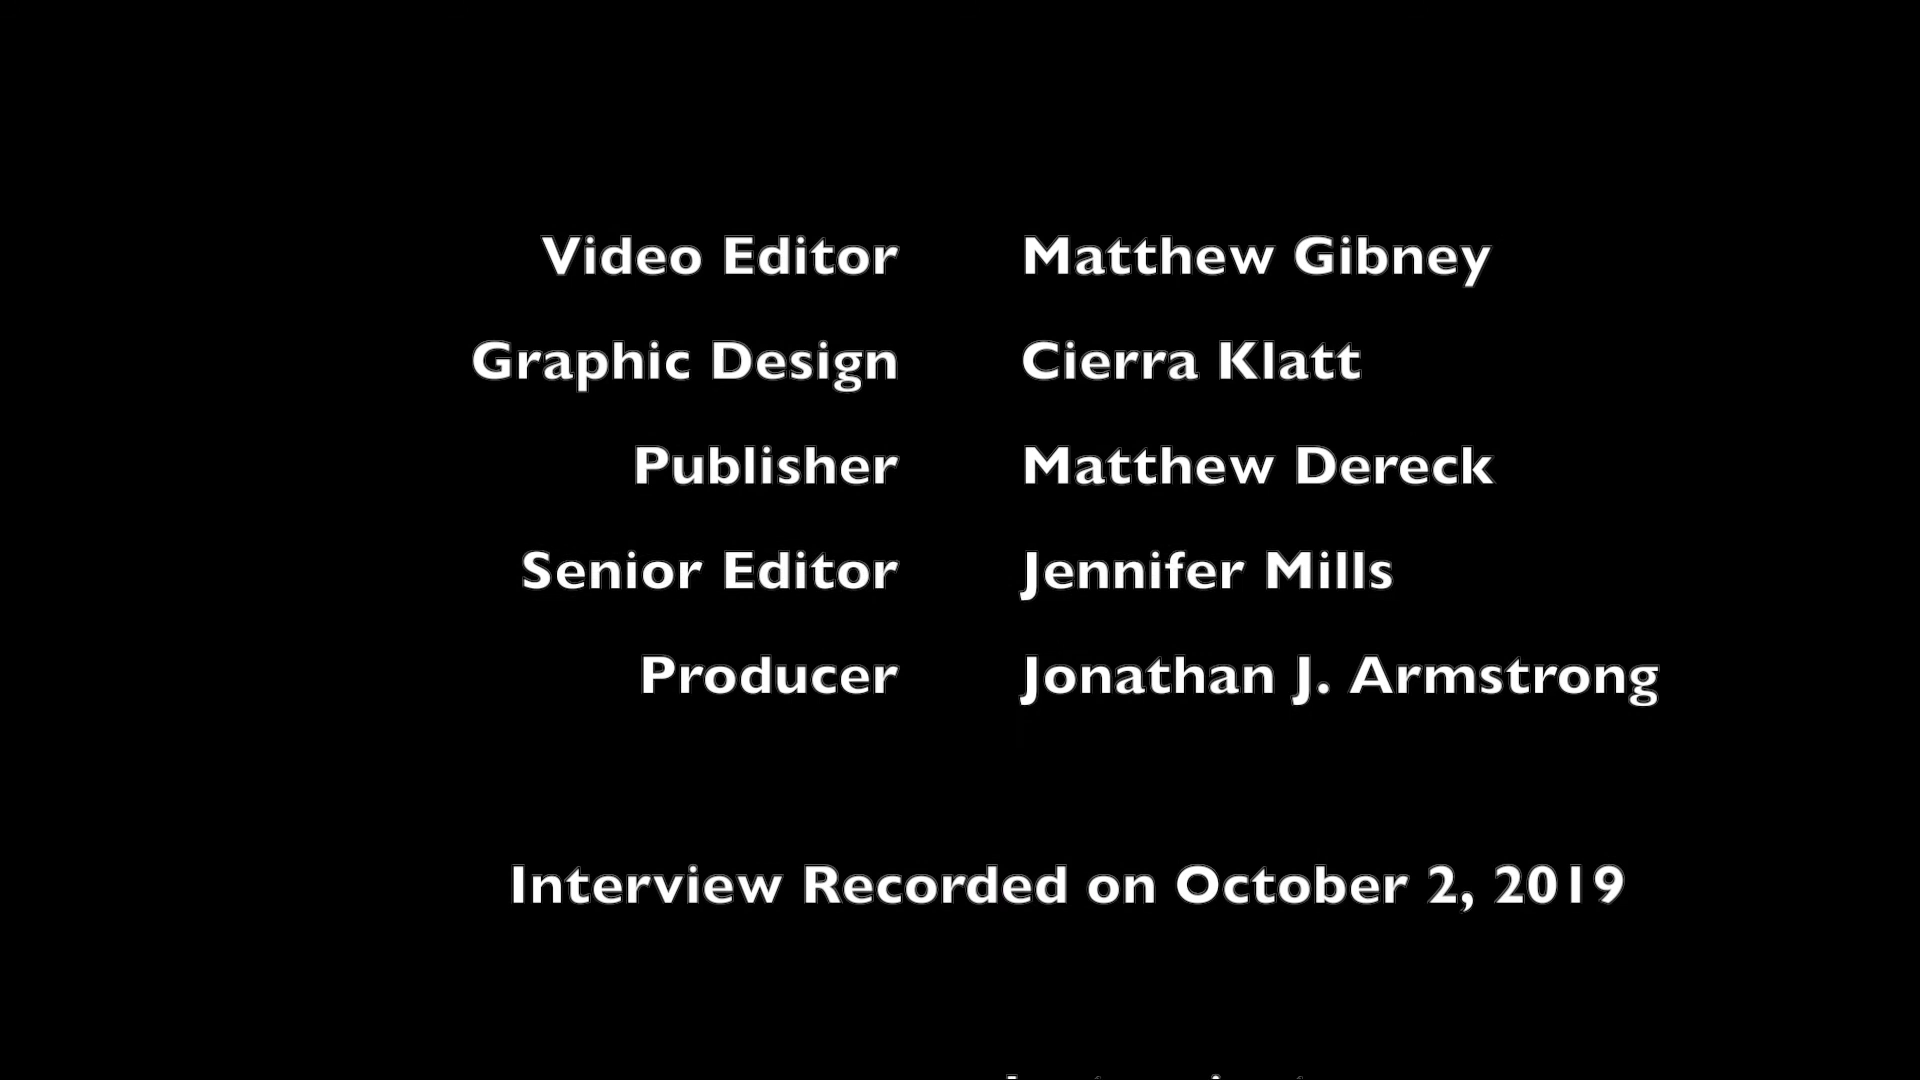 Video Editor Matthew Gibney
Graphic Design Cierra Klatt
Publisher Matthew Dereck
Senior Editor Jennifer Mills
Producer Jonathan J. Armstrong
Interview Recorded on October 2, 2019